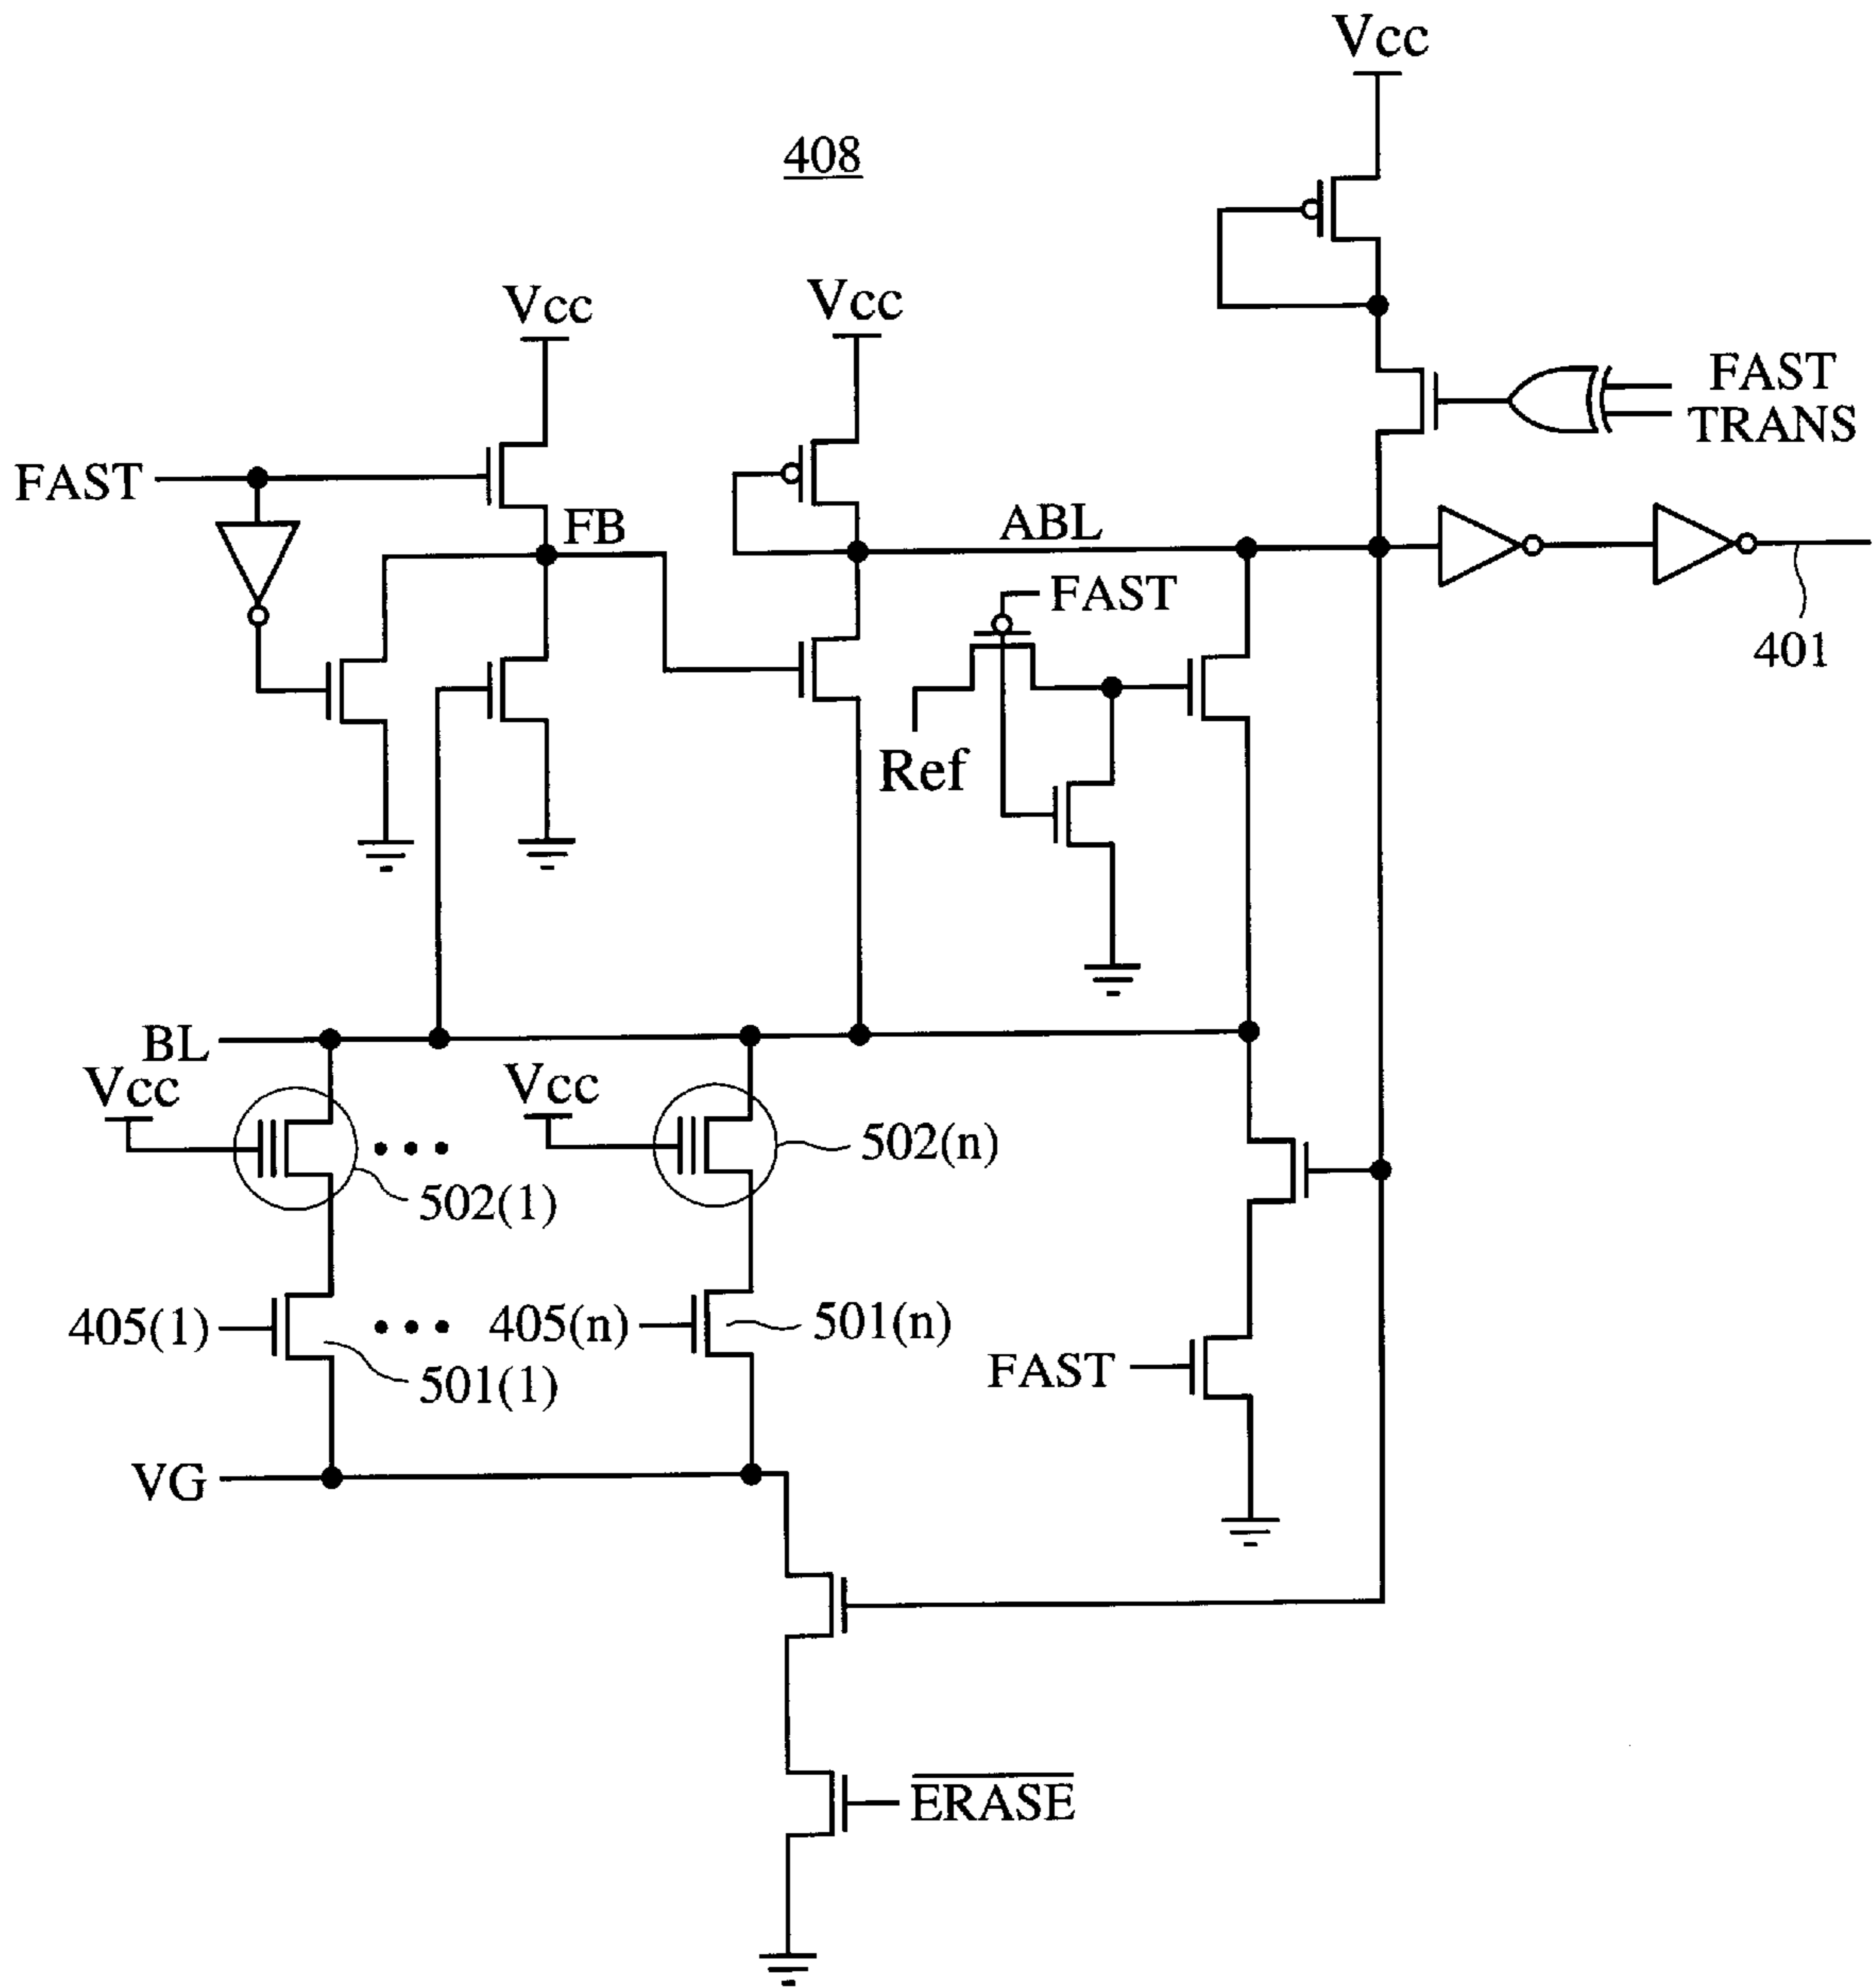 Vcc
408
Vcc
Vcc
FAST
TRANS
FAST
FB
ABL
FAST
401
Ref
BL
Vcc
Vcc
502(n)
502(1)
405(1)
405(n)
501(n)
FAST
501(1)
VG
ERASE